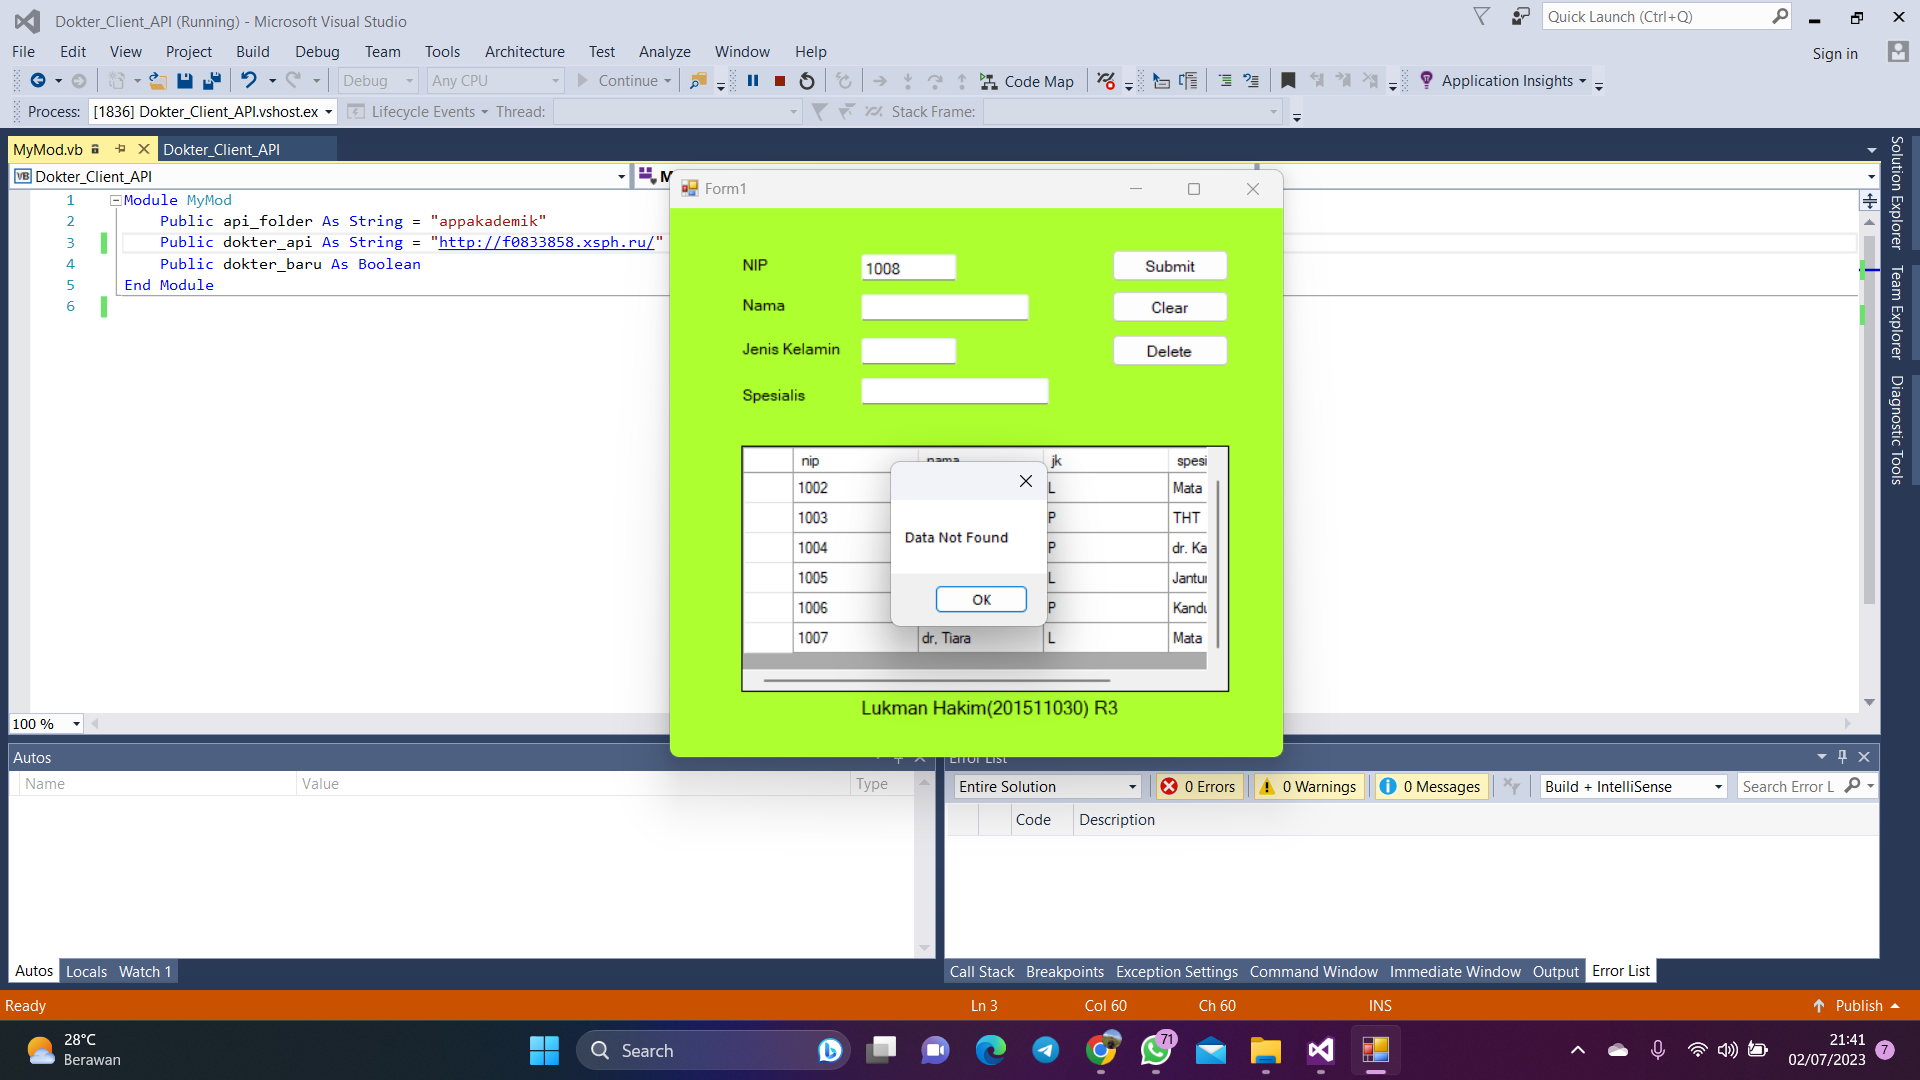 Dokter_Client_API (Running) - Microsoft Visual Studio
Quick Launch (Ctrl+Q)
File Edit View Project Build Debug Team Tools Architecture Test Analyze Window Help
Sign in
Debug Any CPU Continue Code Map Application Insights
Process: [1836] Dokter_Client_API.vshost.ex Lifecycle Events Thread: Stack Frame:
MyMod.vb Dokter_Client_API
VB Dokter_Client_API
1 Module MyMod
2 Public api_folder As String = "appakademik"
3 Public dokter_api As String = "http://f0833858.xsph.ru/"
4 Public dokter_baru As Boolean
5 End Module
6
100 %
Solution Explorer
Team Explorer
Diagnostic Tools
Form1
NIP 1008 Submit
Nama Clear
Jenis Kelamin Delete
Spesialis
nip nama jk spesi
1002 L Mata
1003 P THT
1004 P dr. Ka
1005 L Jantu
1006 P Kandu
1007 dr, Tiara L Mata
Data Not Found
OK
Lukman Hakim(201511030) R3
Autos
Name Value Type
Autos Locals Watch 1
Error List
Entire Solution 0 Errors 0 Warnings 0 Messages Build + IntelliSense Search Error L
Code Description
Call Stack Breakpoints Exception Settings Command Window Immediate Window Output Error List
Ready Ln 3 Col 60 Ch 60 INS Publish
28°C
Berawan
Search
71
21:41
02/07/2023
7